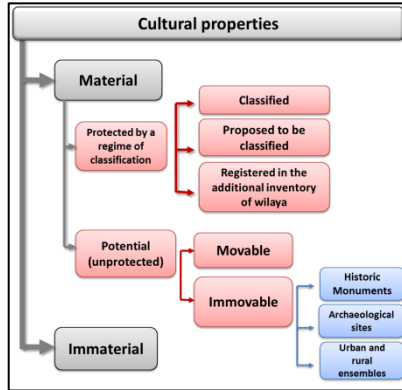 Cultural properties
Material
Protected by a
regime of
classification
Classified
Proposed to be
classified
Registered in the
additional inventory
of wilaya
Potential
(unprotected)
Movable
Immovable
Historic
Monuments
Archaeological
sites
Urban and
rural
ensembles
Immaterial